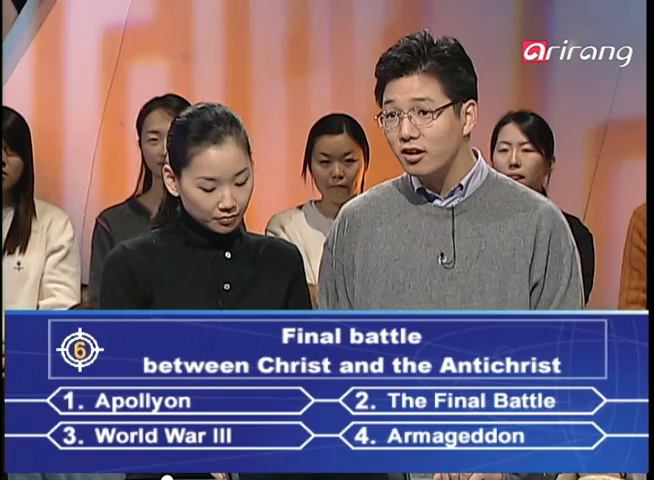 arirang
6
Final battle
between Christ and the Antichrist
1. Apollyon
2. The Final Battle
3. World War III
4. Armageddon